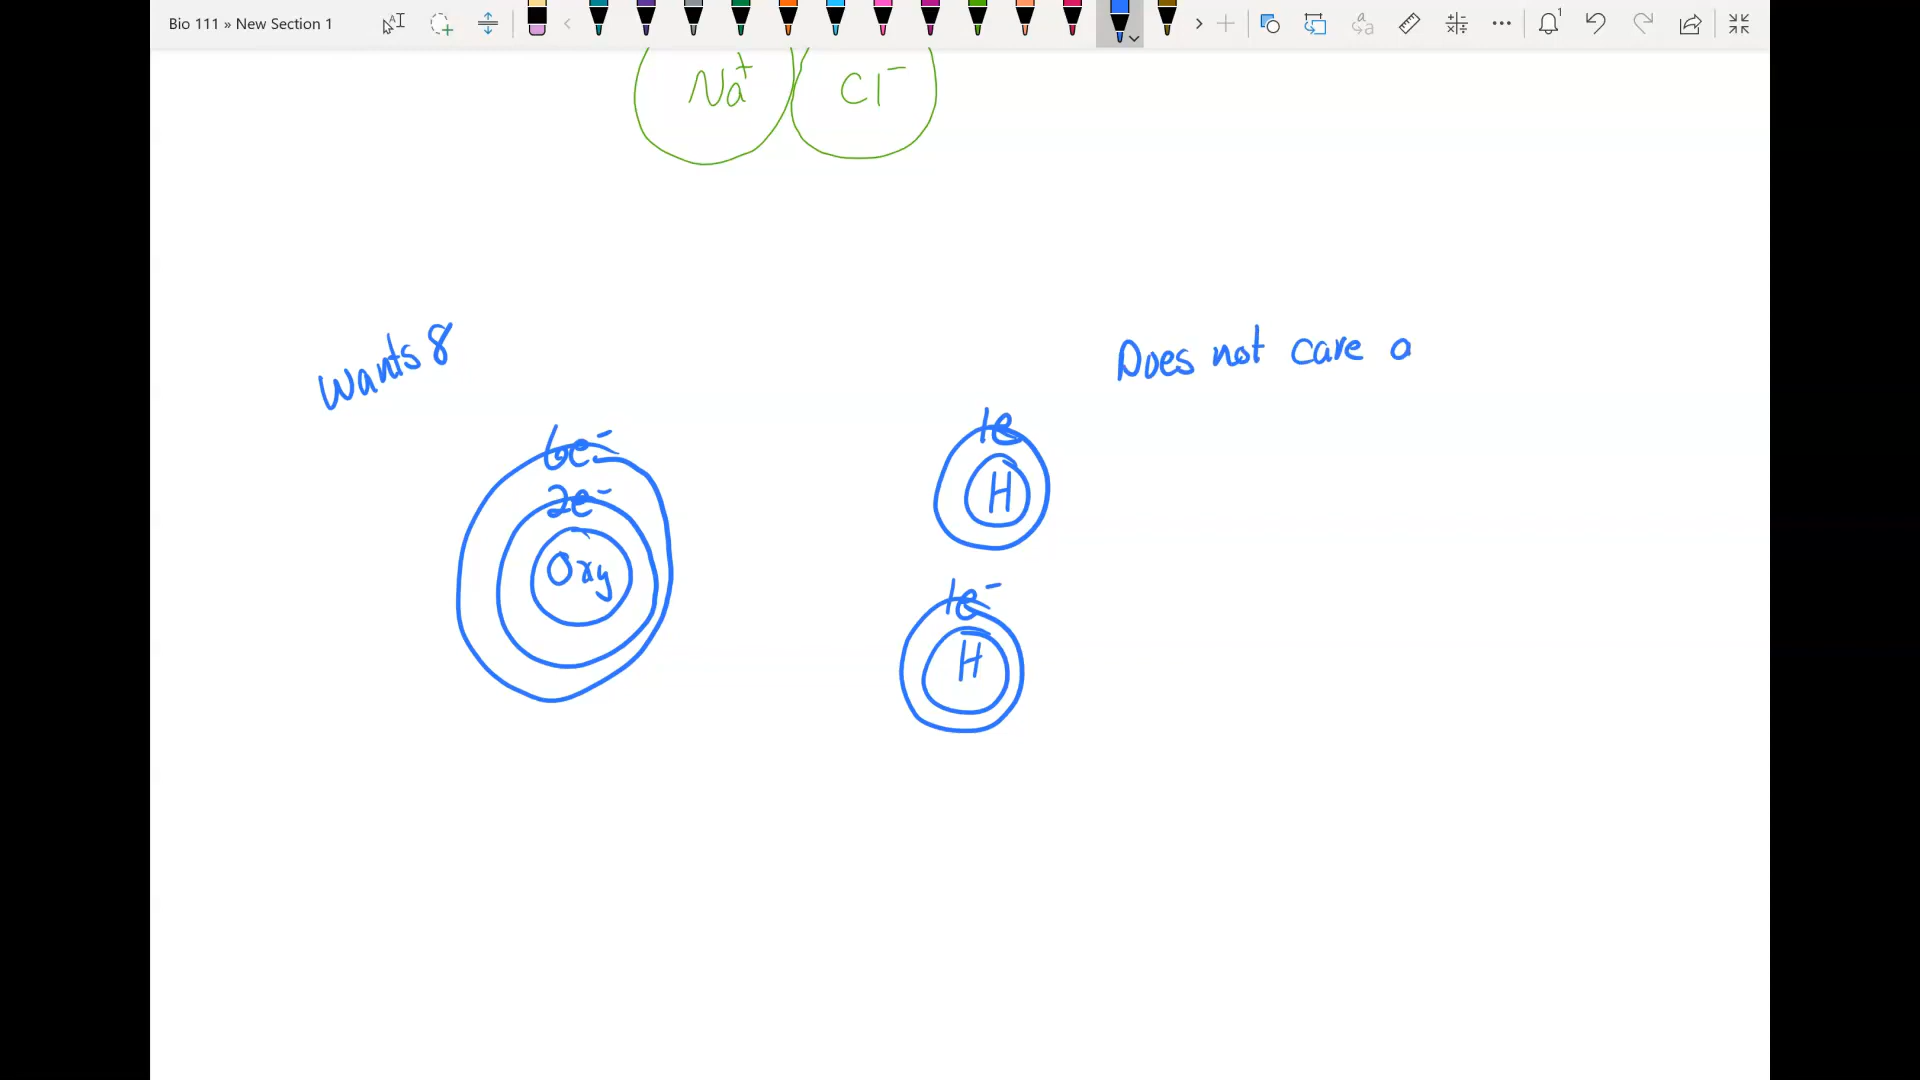 Bio 111 » New Section 1
Na⁺ Cl⁻
Wants 8
Does not care a
6e⁻
2e⁻
Oxy
1e
H
1e⁻
H